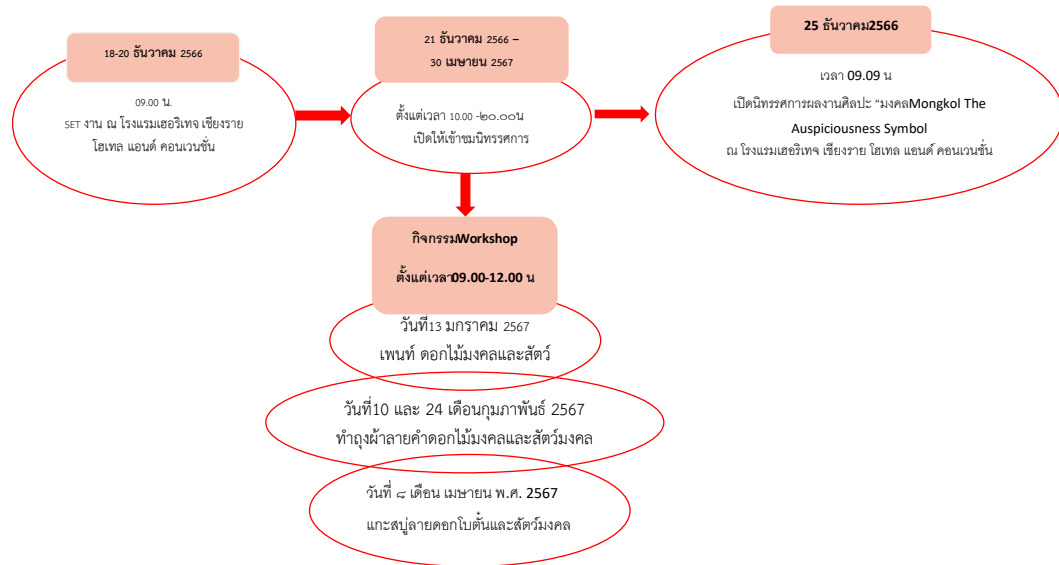 18-20 ธันวาคม 2566
09.00 น.
SET งาน ณ โรงแรมเฮอริเทจ เชียงราย
โฮเทล แอนด์ คอนเวนชั่น
21 ธันวาคม 2566 –
30 เมษายน 2567
ตั้งแต่เวลา 10.00 -๒๐.๐๐น
เปิดให้เข้าชมนิทรรศการ
25 ธันวาคม2566
เวลา 09.09 น
เปิดนิทรรศการผลงานศิลปะ “มงคลMongkol The
Auspiciousness Symbol
ณ โรงแรมเฮอริเทจ เชียงราย โฮเทล แอนด์ คอนเวนชั่น
กิจกรรมWorkshop
ตั้งแต่เวลา09.00-12.00 น
วันที่13 มกราคม 2567
เพนท์ ดอกไม้มงคลและสัตว์
วันที่10 และ 24 เดือนกุมภาพันธ์ 2567
ทำถุงผ้าลายคำดอกไม้มงคลและสัตว์มงคล
วันที่ ๘ เดือน เมษายน พ.ศ. 2567
แกะสบู่ลายดอกโบตั๋นและสัตว์มงคล